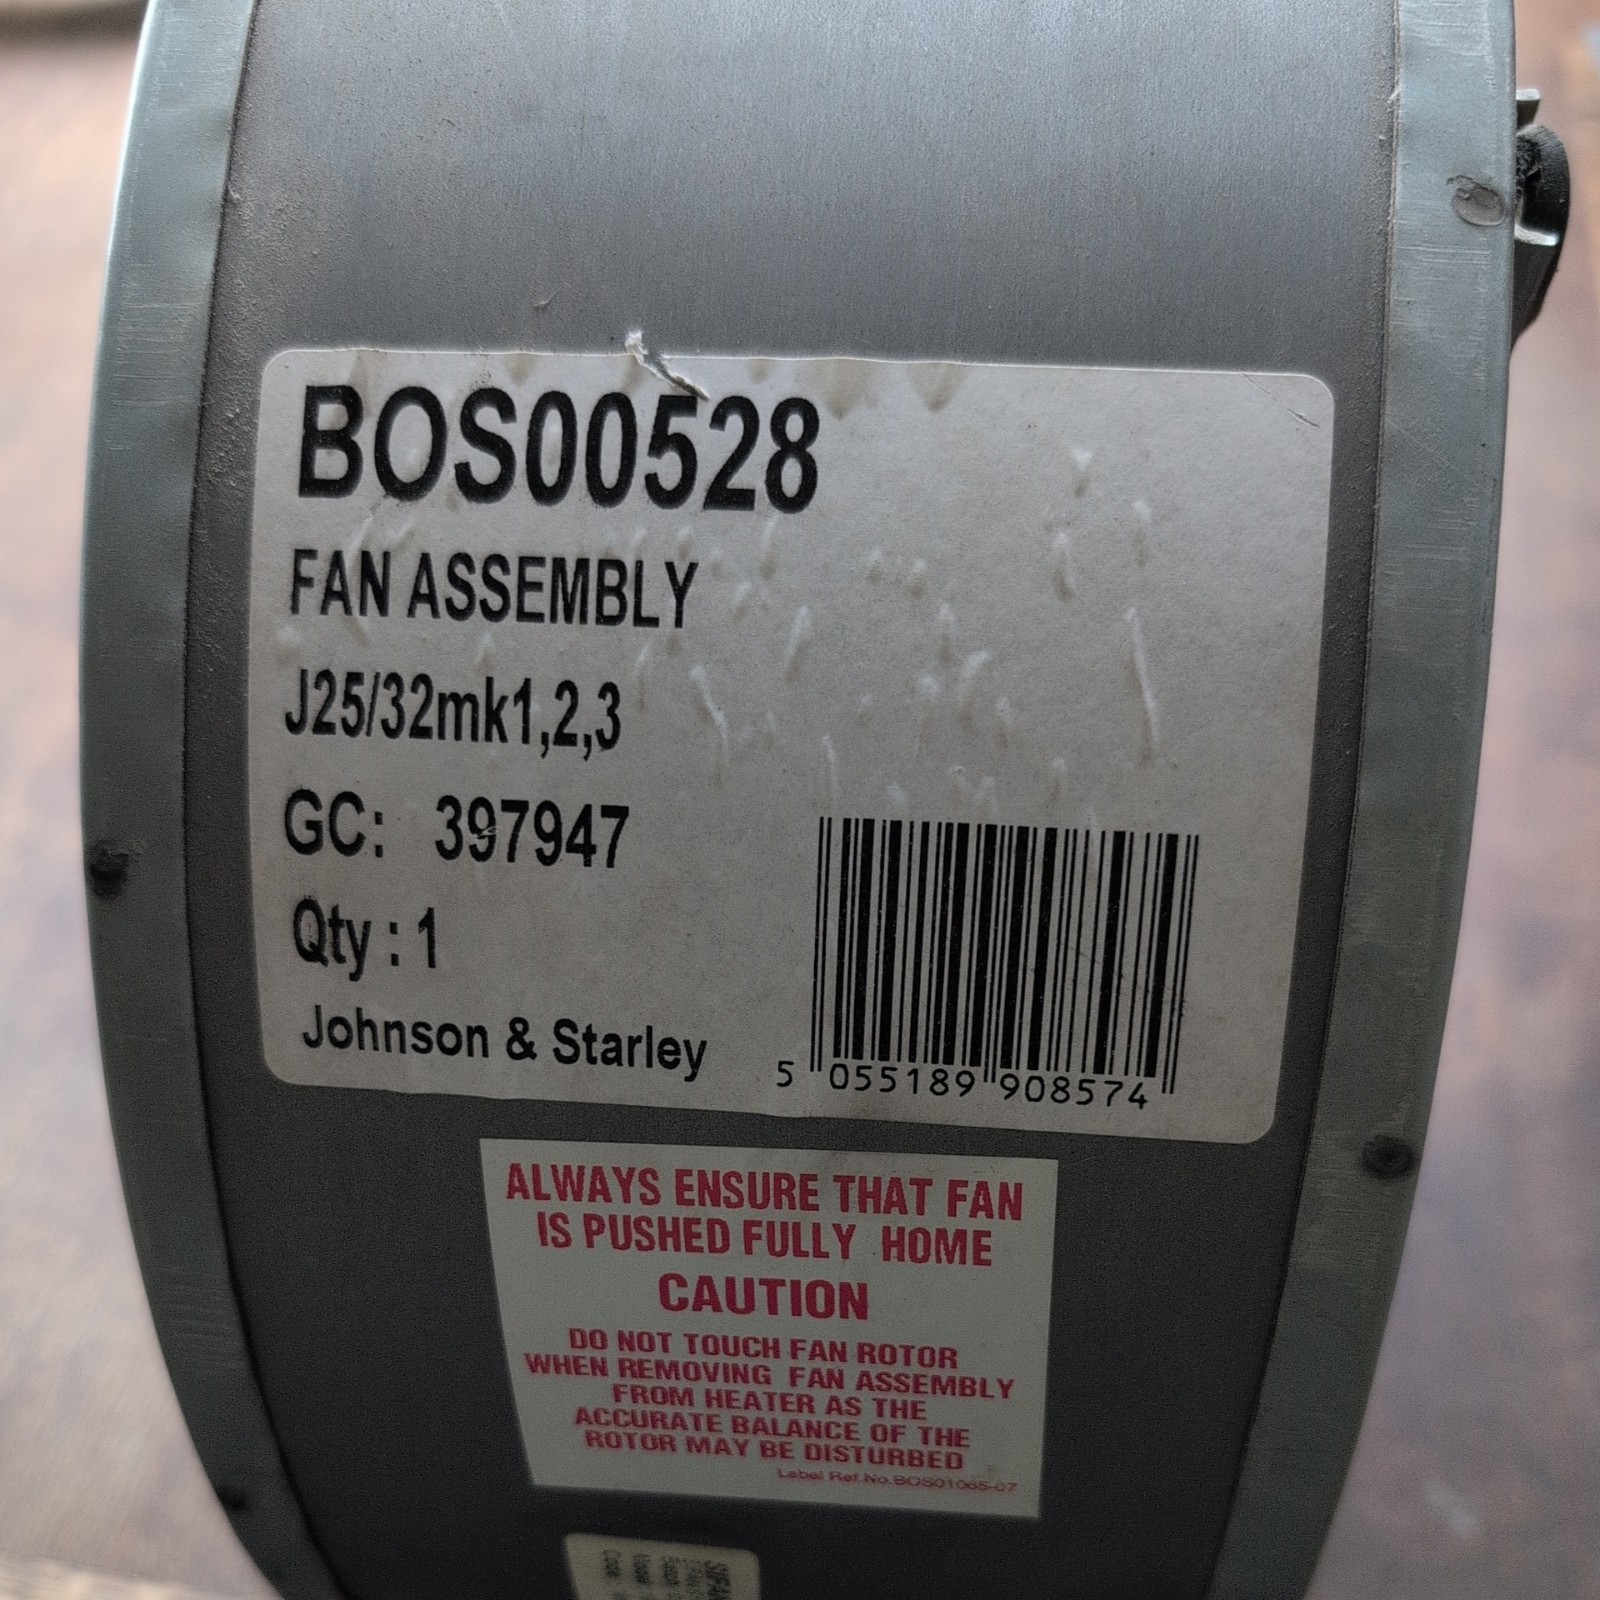 BOS00528
FAN ASSEMBLY
J25/32mk1,2,3
GC: 397947
Qty : 1
Johnson & Starley
5 055189 908574
ALWAYS ENSURE THAT FAN
IS PUSHED FULLY HOME
CAUTION
DO NOT TOUCH FAN ROTOR
WHEN REMOVING FAN ASSEMBLY
FROM HEATER AS THE
ACCURATE BALANCE OF THE
ROTOR MAY BE DISTURBED
Label Ref.No.BOS01065-07